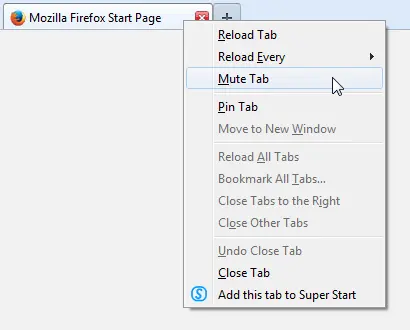 Mozilla Firefox Start Page
Reload Tab
Reload Every
Mute Tab
Pin Tab
Move to New Window
Reload All Tabs
Bookmark All Tabs...
Close Tabs to the Right
Close Other Tabs
Undo Close Tab
Close Tab
Add this tab to Super Start